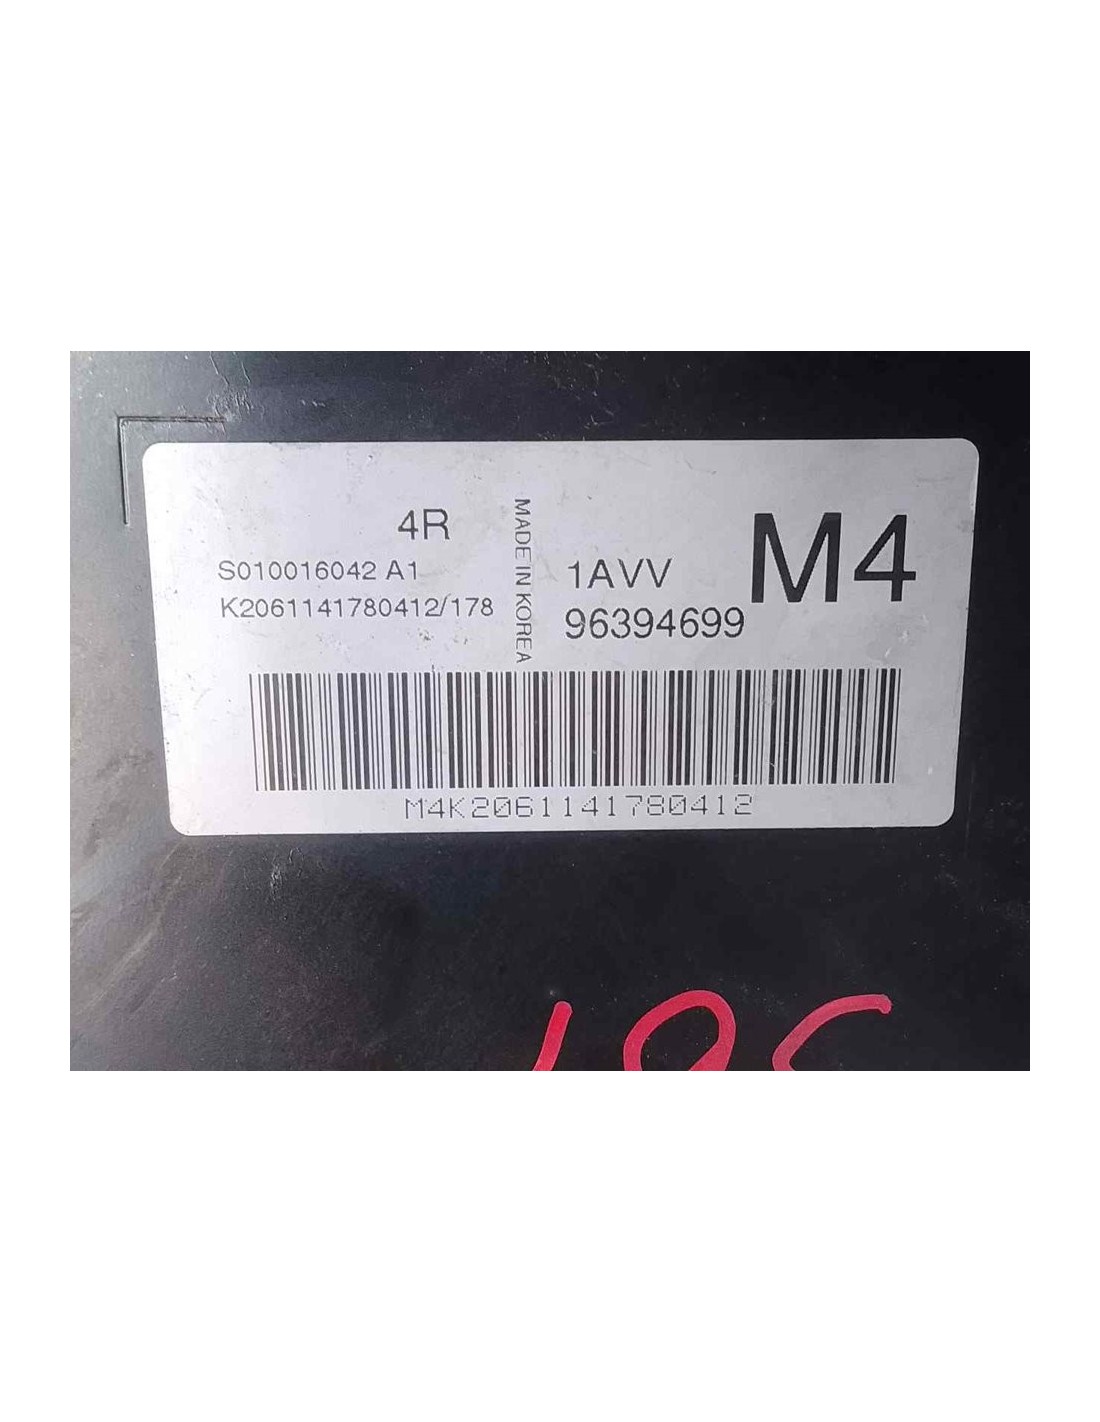 4R
S010016042 A1
K2061141780412/178
MADE IN KOREA
1AVV
96394699
M4
M4K2061141780412